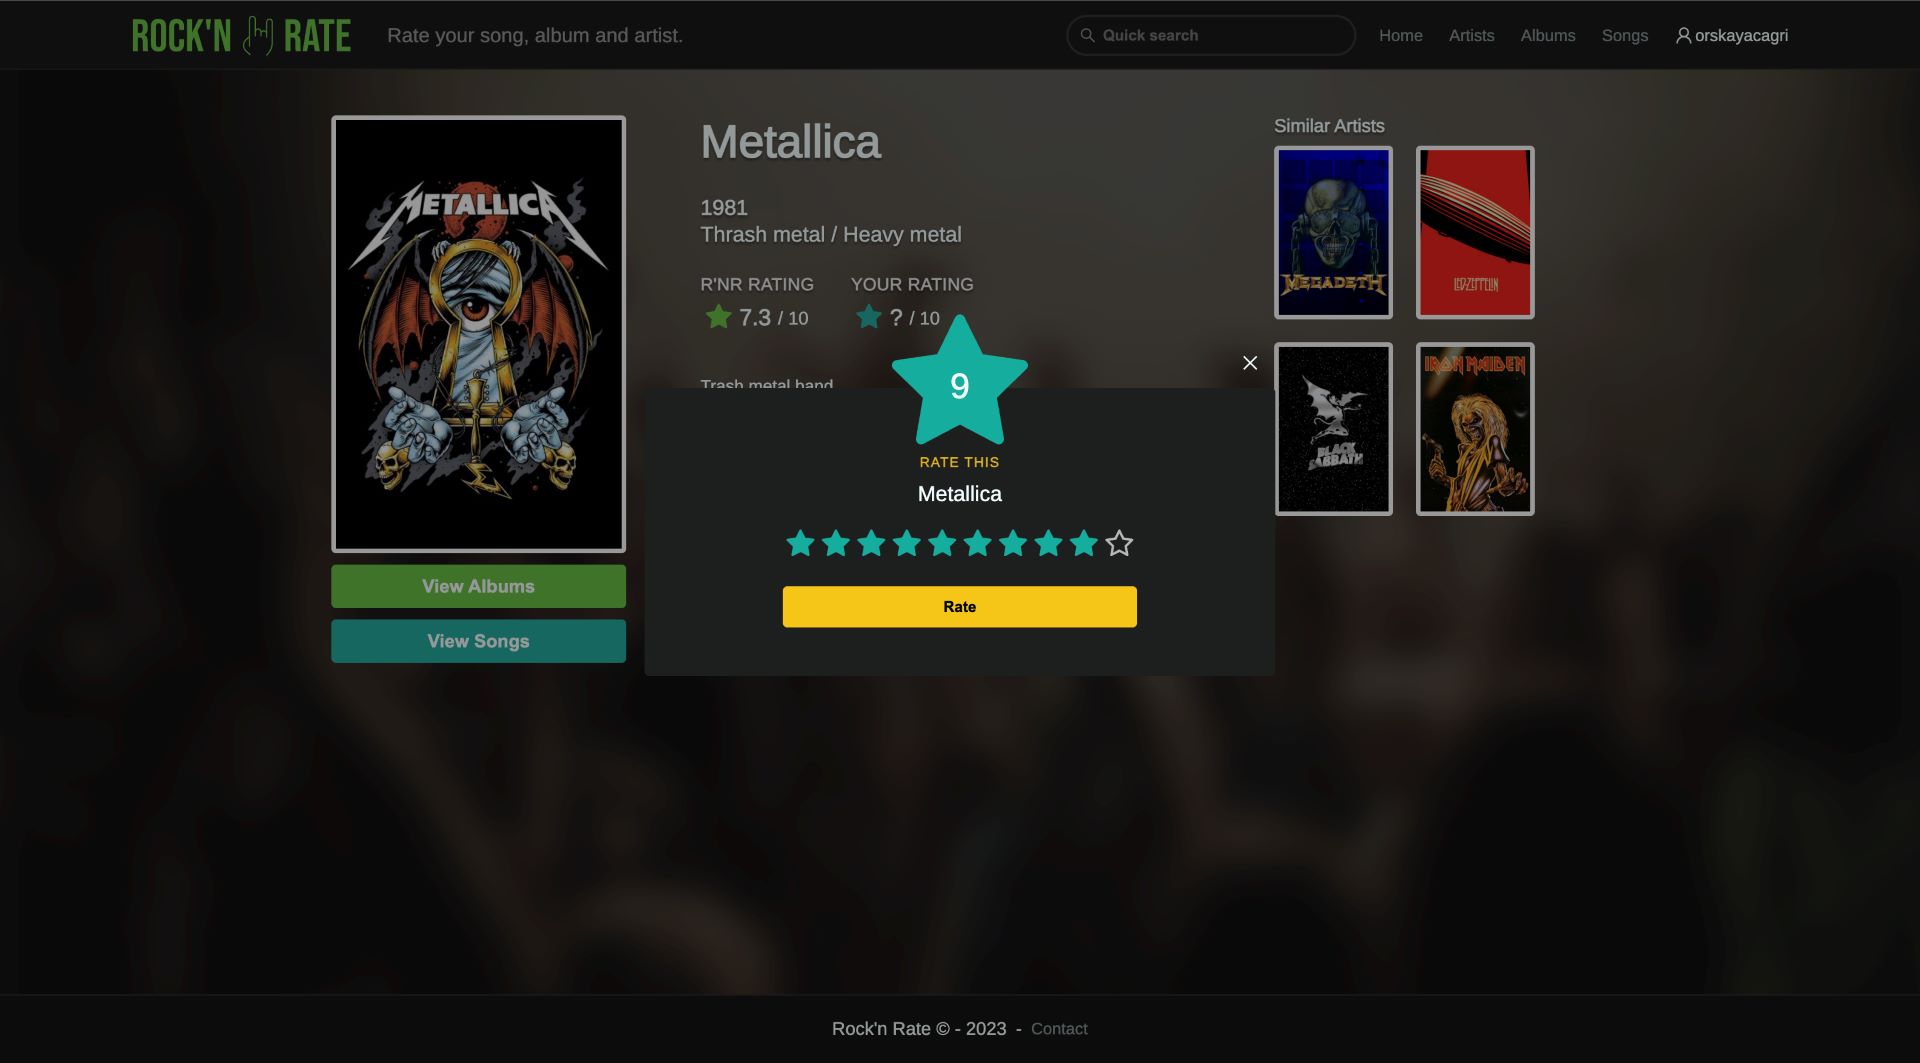 ROCK'N RATE
Rate your song, album and artist.
Quick search
Home
Artists
Albums
Songs
orskayacagri
METALLICA
View Albums
View Songs
Metallica
1981
Thrash metal / Heavy metal
R'NR RATING
7.3 / 10
YOUR RATING
? / 10
Trash metal band
9
RATE THIS
Metallica
Rate
Similar Artists
MEGADETH
LED-ZEPPELIN
BLACK
SABBATH
IRON MAIDEN
Rock'n Rate © - 2023 - Contact